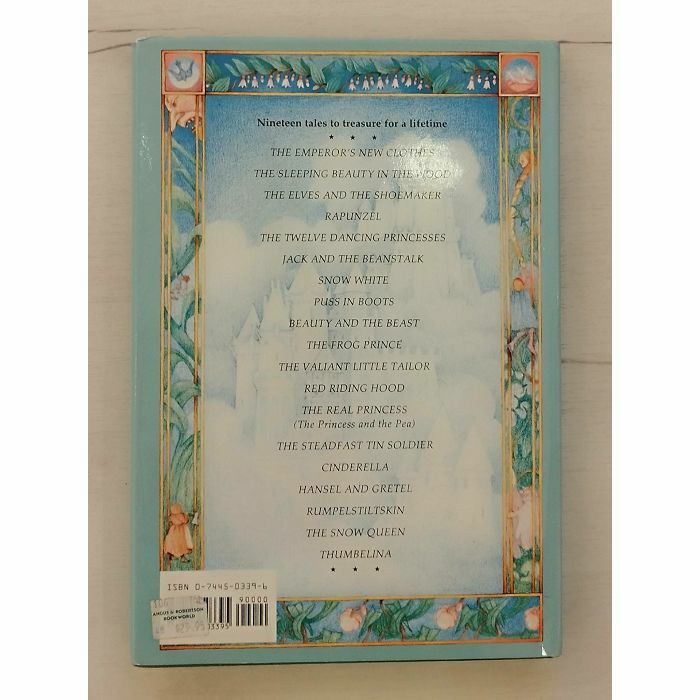 Nineteen tales to treasure for a lifetime
★ ★ ★
THE EMPEROR'S NEW CLOTHES
THE SLEEPING BEAUTY IN THE WOOD
THE ELVES AND THE SHOEMAKER
RAPUNZEL
THE TWELVE DANCING PRINCESSES
JACK AND THE BEANSTALK
SNOW WHITE
PUSS IN BOOTS
BEAUTY AND THE BEAST
THE FROG PRINCE
THE VALIANT LITTLE TAILOR
RED RIDING HOOD
THE REAL PRINCESS
(The Princess and the Pea)
THE STEADFAST TIN SOLDIER
CINDERELLA
HANSEL AND GRETEL
RUMPELSTILTSKIN
THE SNOW QUEEN
THUMBELINA
★ ★ ★
ISBN 0-7445-0339-6
90000
ANGUS & ROBERTSON
BOOKWORLD
$29.95
03395